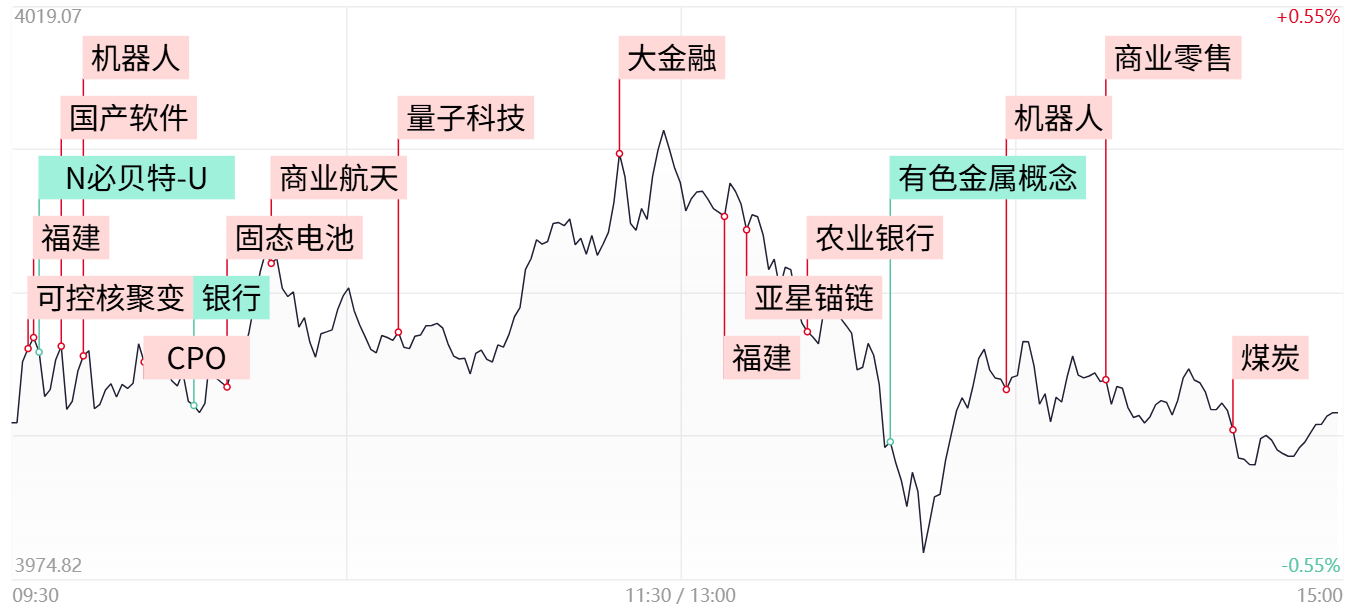 4019.07
+0.55%
机器人
大金融
商业零售
国产软件
量子科技
机器人
N必贝特-U
商业航天
有色金属概念
福建
固态电池
农业银行
可控核聚变
银行
亚星锚链
CPO
福建
煤炭
3974.82
-0.55%
09:30
11:30 / 13:00
15:00